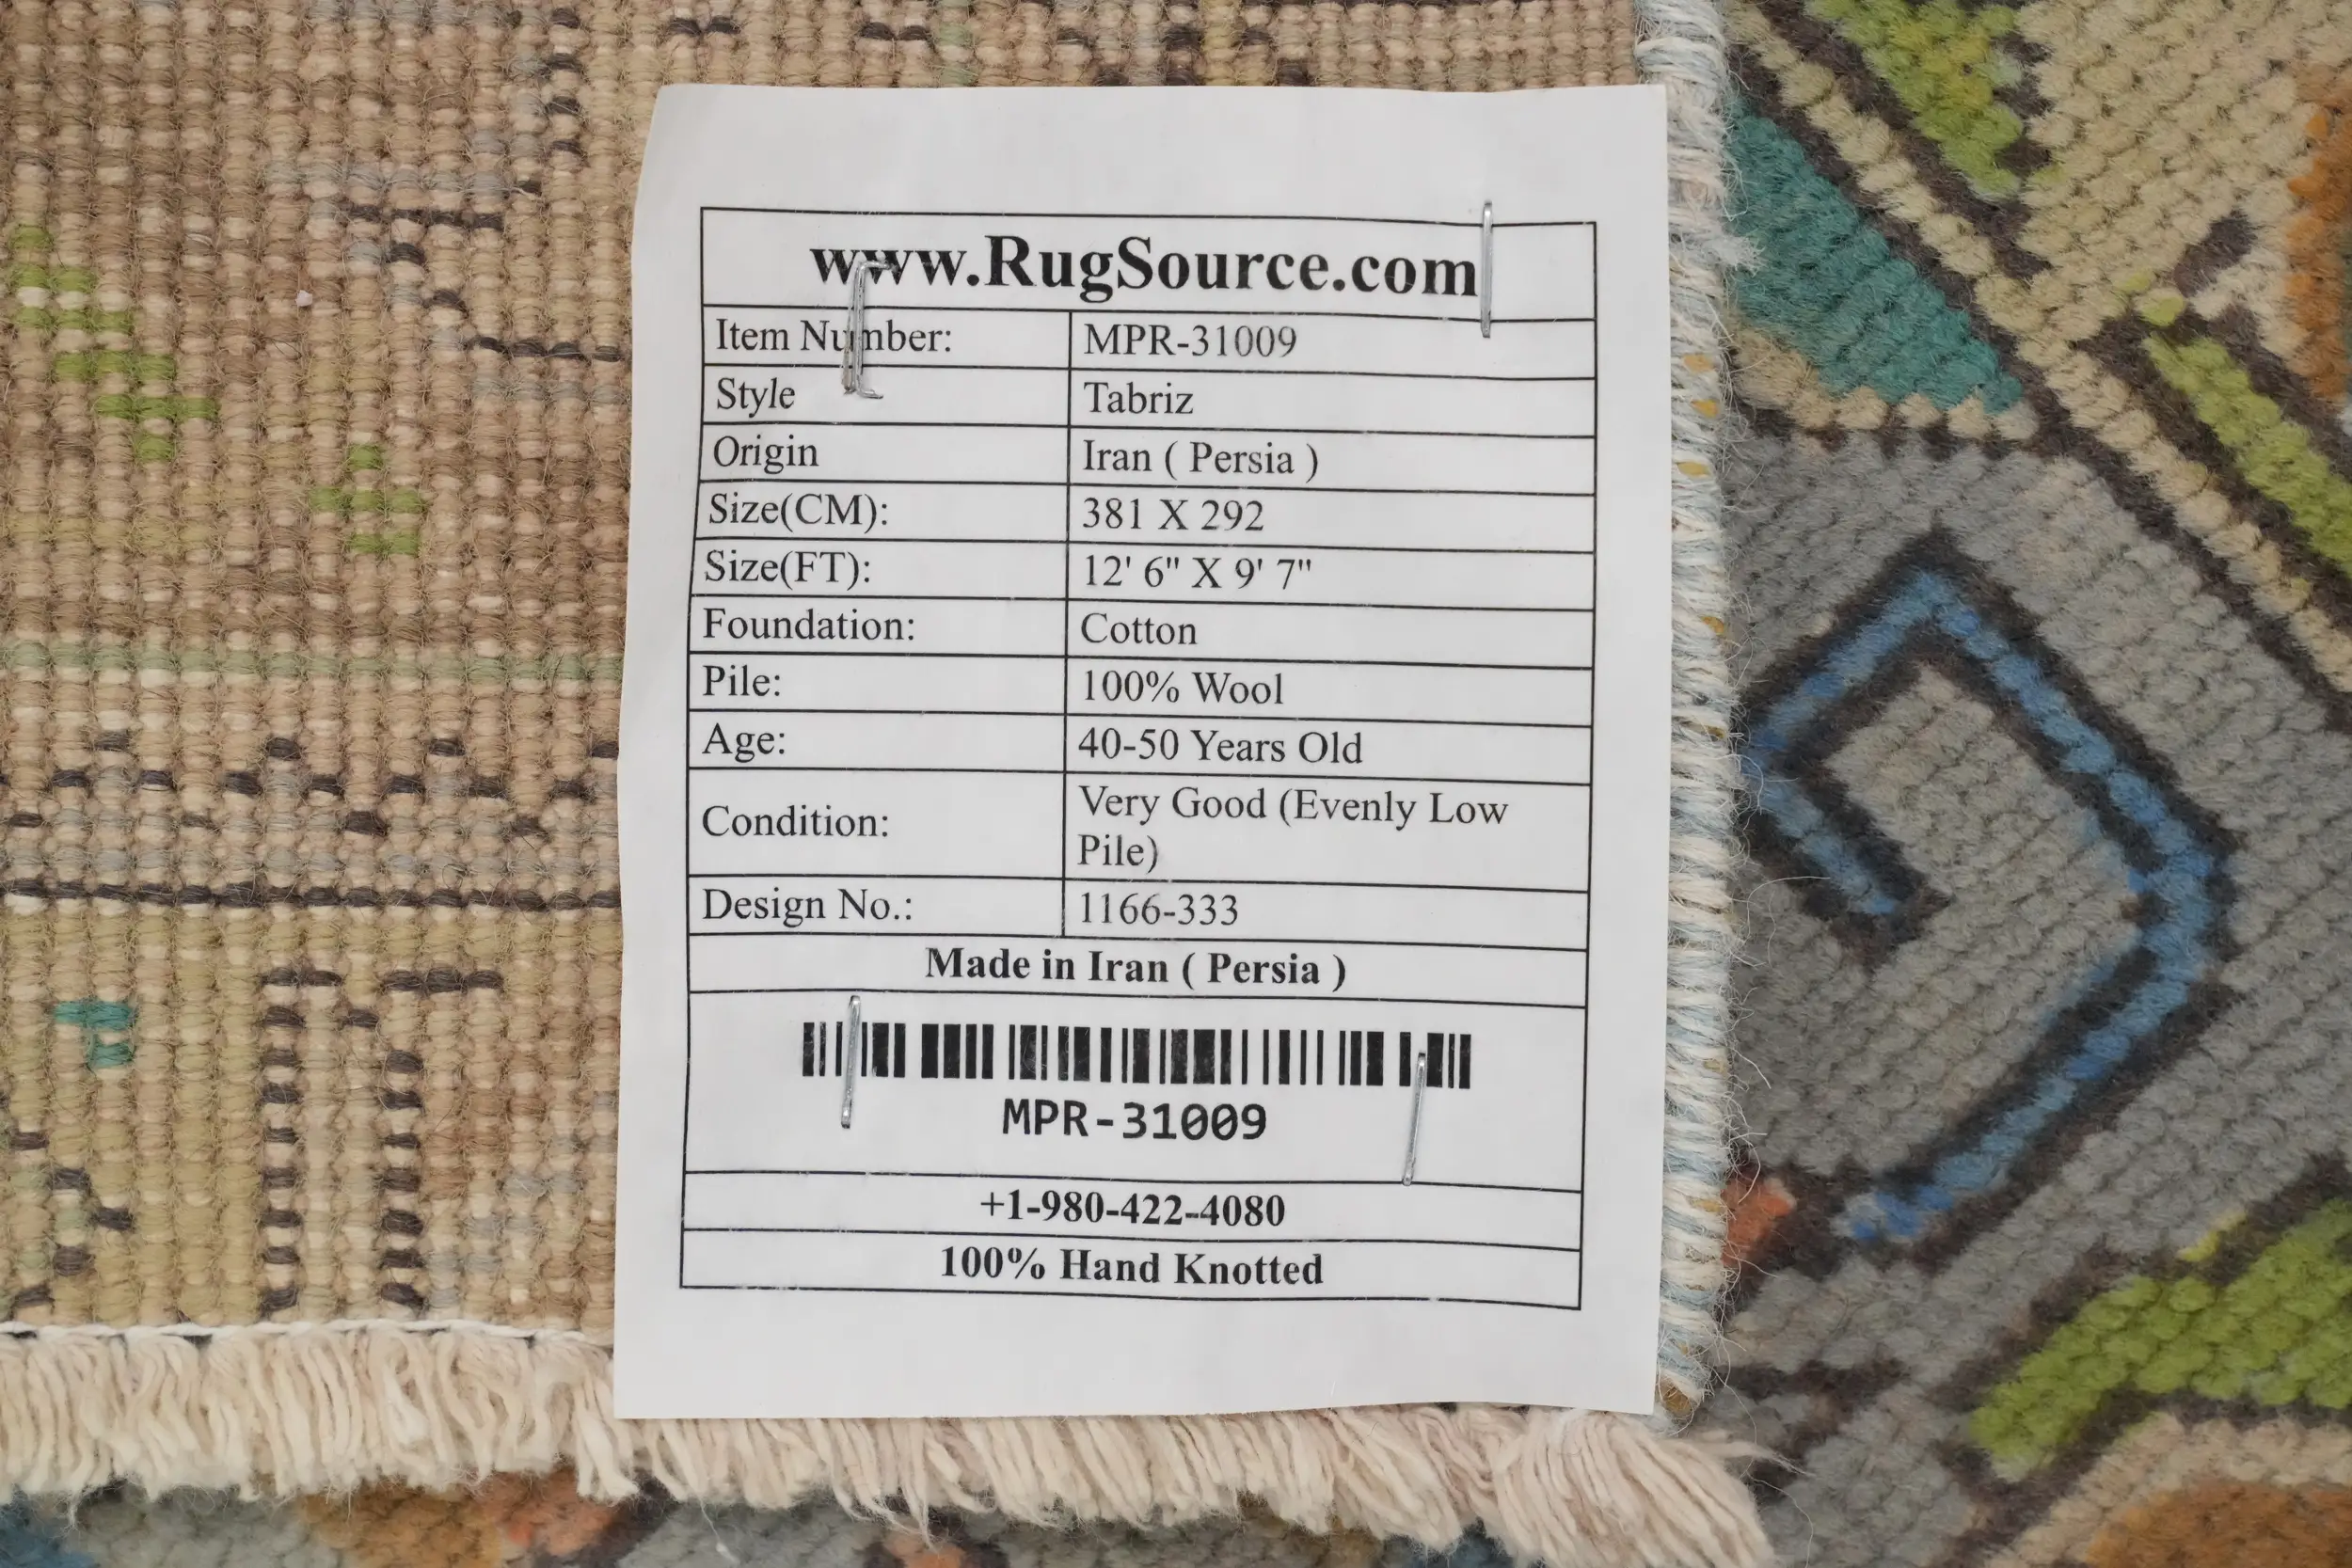 www.RugSource.com
Item Number: MPR-31009
Style Tabriz
Origin Iran ( Persia )
Size(CM): 381 X 292
Size(FT): 12' 6" X 9' 7"
Foundation: Cotton
Pile: 100% Wool
Age: 40-50 Years Old
Condition: Very Good (Evenly Low
Pile)
Design No.: 1166-333
Made in Iran ( Persia )
MPR-31009
+1-980-422-4080
100% Hand Knotted